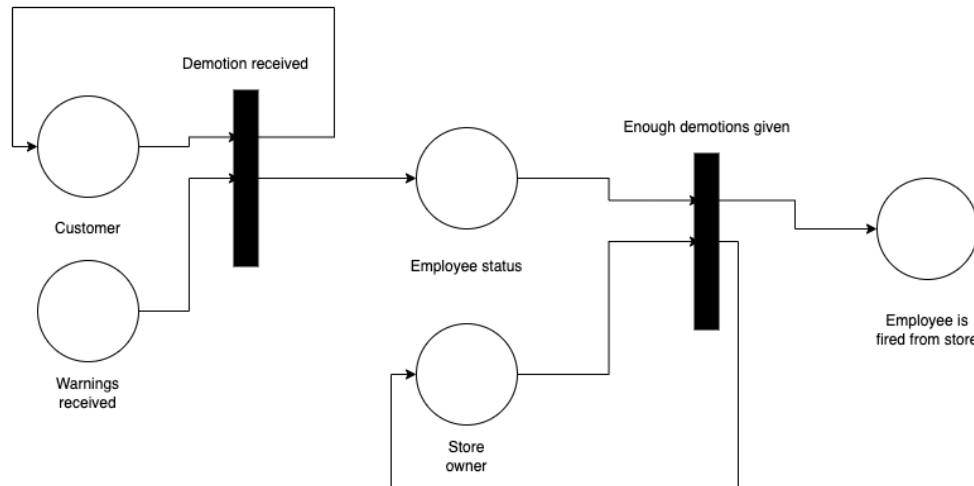 Demotion received
Enough demotions given
Customer
Employee status
Employee is
fired from store
Warnings
received
Store
owner